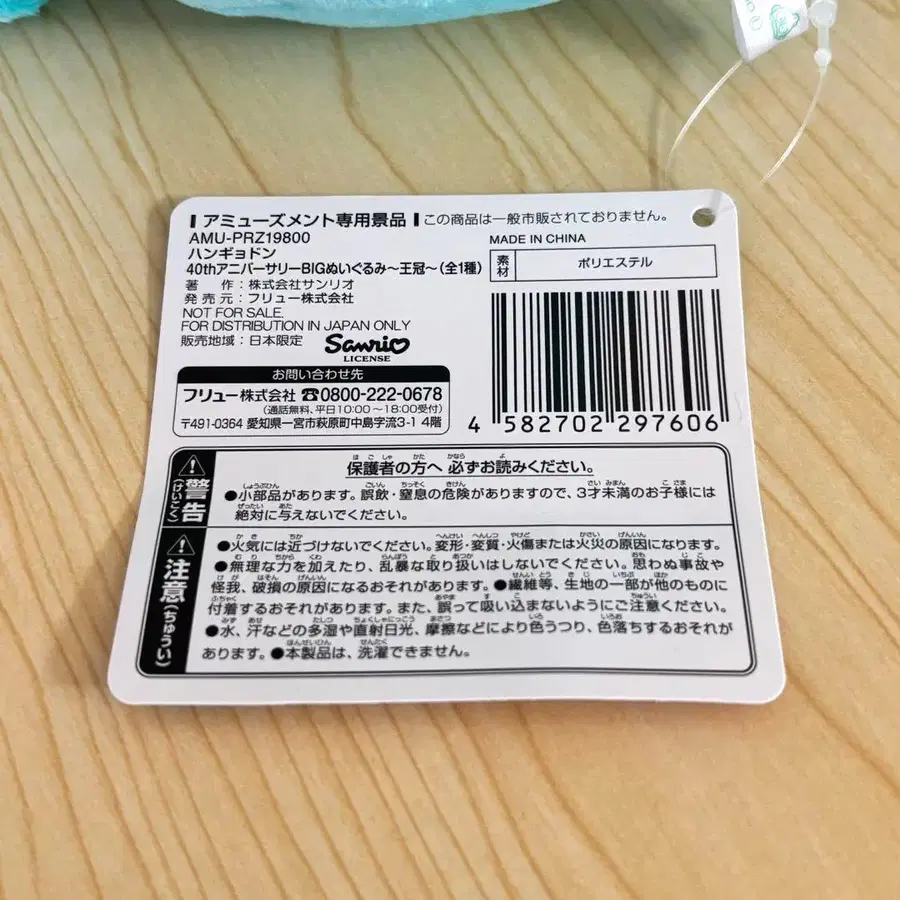 アミューズメント専用景品 この商品は一般市販されておりません。
AMU-PRZ19800
ハンギョドン
40thアニバーサリーBIGぬいぐるみ～王冠～(全1種)
著　作：株式会社サンリオ
発売元：フリュー株式会社
NOT FOR SALE.
FOR DISTRIBUTION IN JAPAN ONLY
販売地域：日本限定
Sanrio
LICENSE
MADE IN CHINA
素材 ポリエステル
4 582702 297606
お問い合わせ先
フリュー株式会社 ☎0800-222-0678
(通話無料、平日10:00～18:00受付)
〒491-0364 愛知県一宮市萩原町中島字流3-1 4階
警告(けいこく)
保護者の方へ 必ずお読みください。
●小部品があります。誤飲・窒息の危険がありますので、3才未満のお子様には
絶対に与えないでください。
注意(ちゅうい)
●火気には近づけないでください。変形・変質・火傷または火災の原因になります。
●無理な力を加えたり、乱暴な取り扱いはしないでください。思わぬ事故や
怪我、破損の原因になるおそれがあります。●繊維等、生地の一部が他のものに
付着するおそれがあります。また、誤って吸い込まないようにご注意ください。
●水、汗などの多湿や直射日光、摩擦などにより色うつり、色落ちするおそれが
あります。●本製品は、洗濯できません。